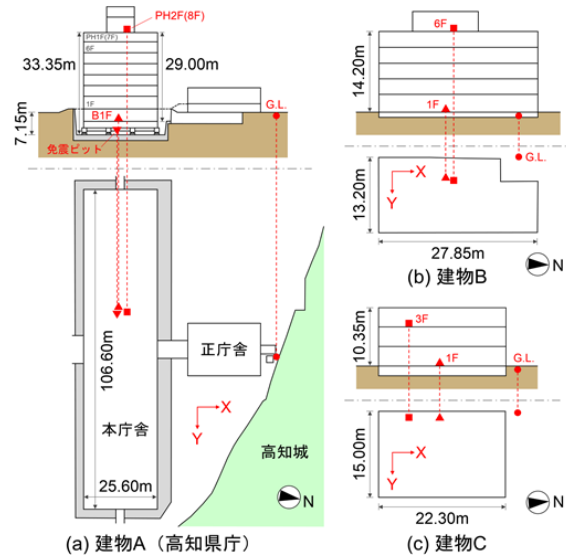 PH2F(8F)
PH1F(7F)
6F
33.35m
29.00m
1F
B1F
G.L.
7.15m
免震ピット
106.60m
正庁舎
本庁舎
X
Y
高知城
25.60m
N
(a) 建物A（高知県庁）
6F
14.20m
1F
G.L.
X
Y
13.20m
27.85m
N
(b) 建物B
3F
10.35m
1F
G.L.
X
Y
15.00m
22.30m
N
(c) 建物C